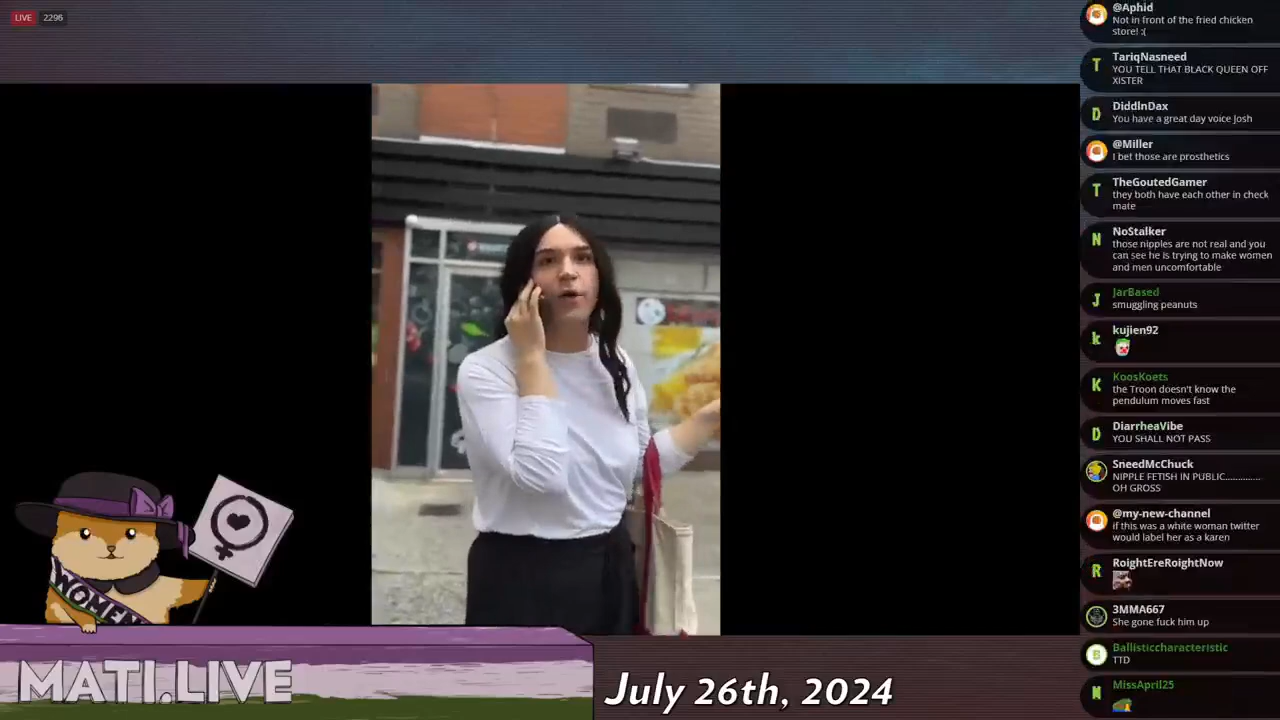 LIVE 2296
@Aphid
Not in front of the fried chicken
store! :(
T
TariqNasneed
YOU TELL THAT BLACK QUEEN OFF
XISTER
D
DiddInDax
You have a great day voice Josh
@Miller
I bet those are prosthetics
T
TheGoutedGamer
they both have each other in check
mate
N
NoStalker
those nipples are not real and you
can see he is trying to make women
and men uncomfortable
J
JarBased
smuggling peanuts
k
kujien92
K
KoosKoets
the Troon doesn't know the
pendulum moves fast
D
DiarrheaVibe
YOU SHALL NOT PASS
SneedMcChuck
NIPPLE FETISH IN PUBLIC..............
OH GROSS
@my-new-channel
if this was a white woman twitter
would label her as a karen
R
RoightEreRoightNow
3MMA667
She gone fuck him up
B
Ballisticcharacteristic
TTD
M
MissApril25
WOMEN
MATI.LIVE
July 26th, 2024